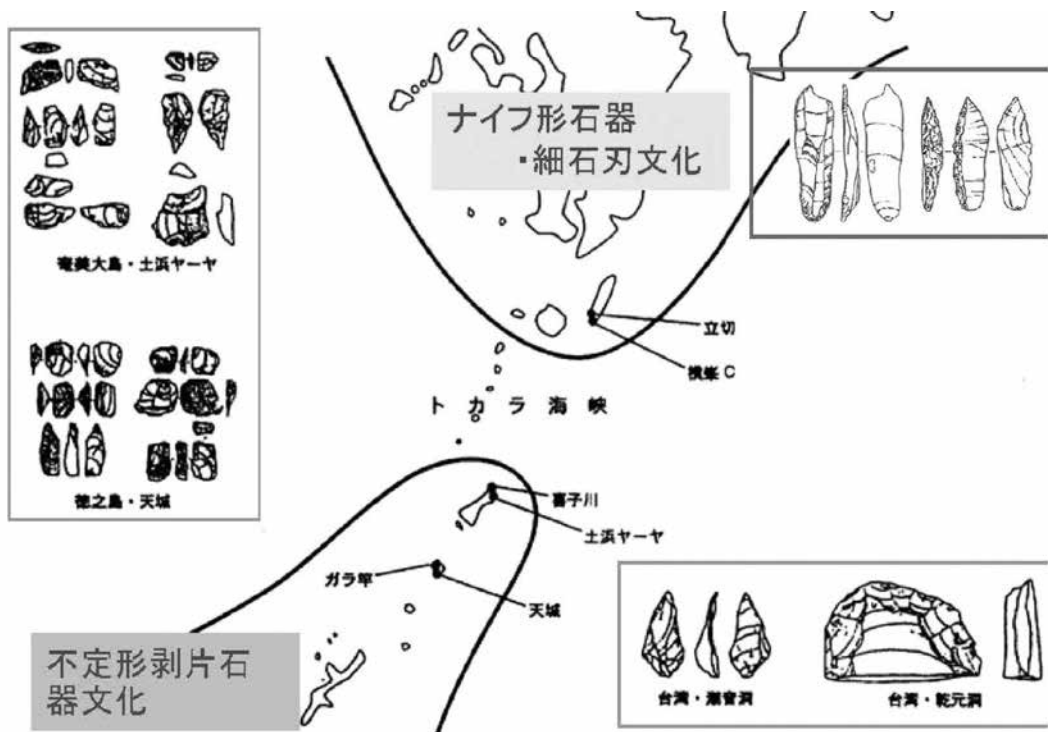 ナイフ形石器
・細石刃文化
奄美大島・土浜ヤーヤ
徳之島・天城
立切
横峯 C
トカラ海峡
喜子川
土浜ヤーヤ
ガラ竿
天城
不定形剥片石
器文化
台湾・潮音洞
台湾・乾元洞